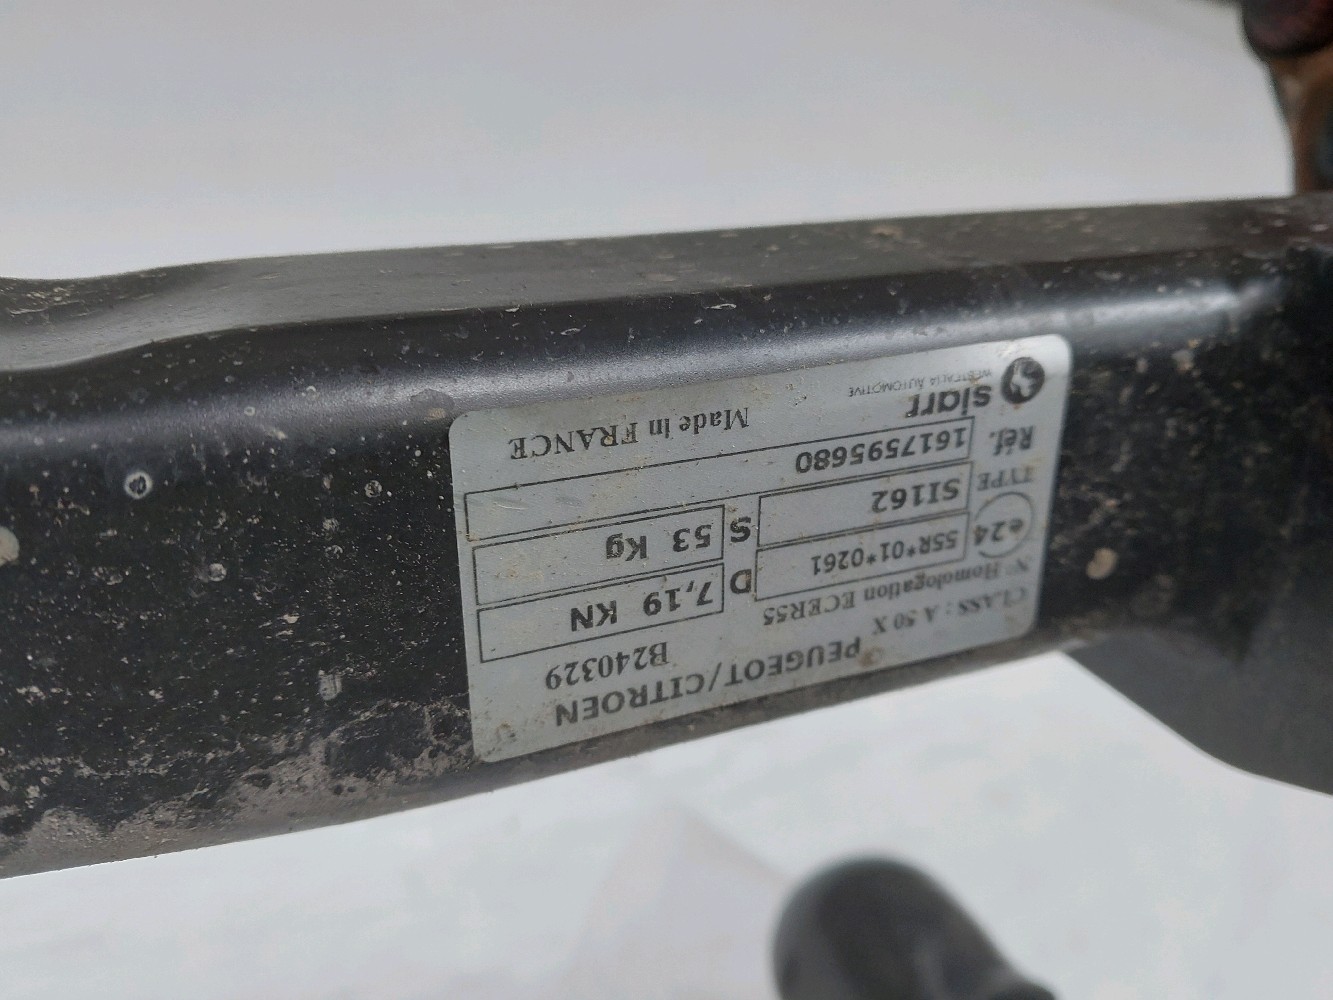 PEUGEOT/CITROEN
CLASS : A 50 X B240329
N° Homologation ECER55
e24 55R*01*0261 D 7,19 KN
TYPE SI162 S 53 Kg
Réf. 1617595680
siarr Made in FRANCE
WESTFALIA AUTOMOTIVE